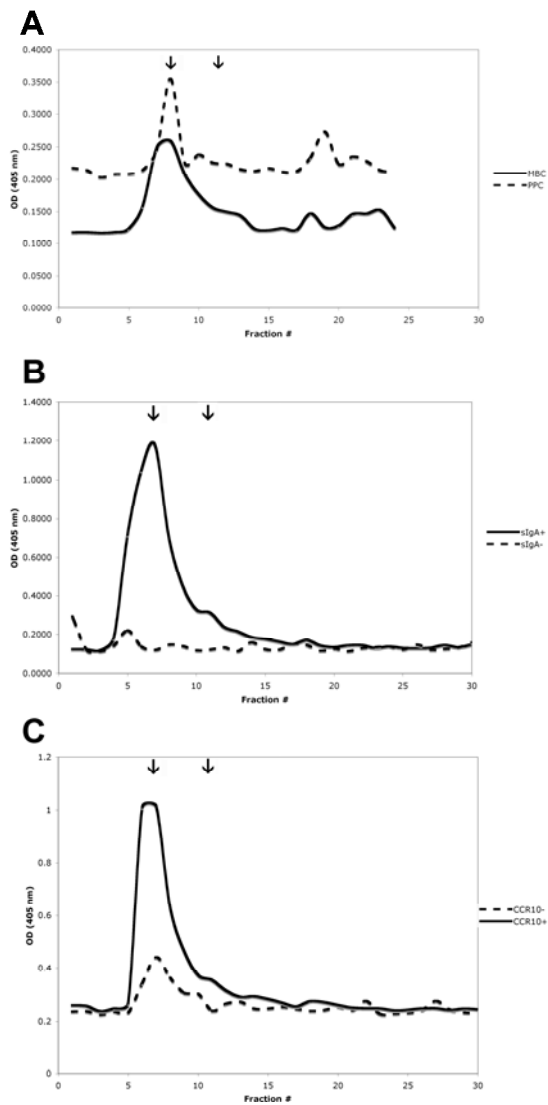 A
0.4000
0.3500
0.3000
0.2500
0.2000
0.1500
0.1000
0.0500
0.0000
OD (405 nm)
0 5 10 15 20 25 30
Fraction #
MBC
PPC
B
1.4000
1.2000
1.0000
0.8000
0.6000
0.4000
0.2000
0.0000
OD (405 nm)
0 5 10 15 20 25 30
Fraction #
sIgA+
sIgA-
C
1.2
1
0.8
0.6
0.4
0.2
0
OD (405 nm)
0 5 10 15 20 25 30
Fraction #
CCR10-
CCR10+